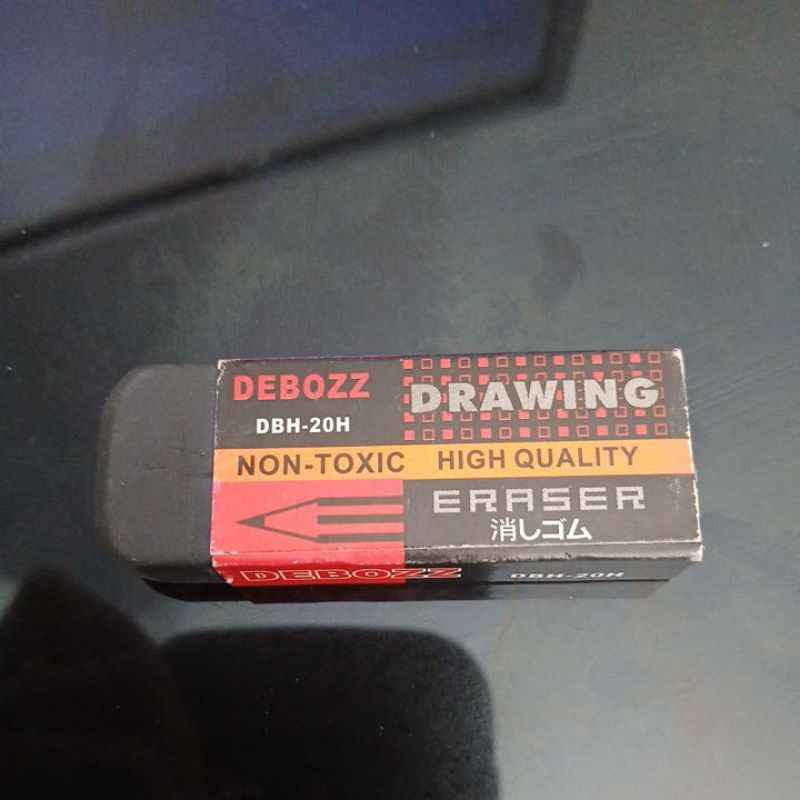 DEBOZZ
DBH-20H
DRAWING
NON-TOXIC HIGH QUALITY
ERASER
消しゴム
DEBOZZ DBH-20H